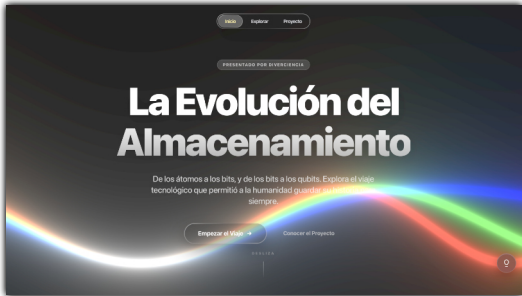 Inicio Explorar Proyecto
PRESENTADO POR DIVERCIENCIA
La Evolución del
Almacenamiento
De los átomos a los bits, y de los bits a los qubits. Explora el viaje
tecnológico que permitió a la humanidad guardar
siempre.
Empezar el Viaje → Conocer el Proyecto
DESLIZA